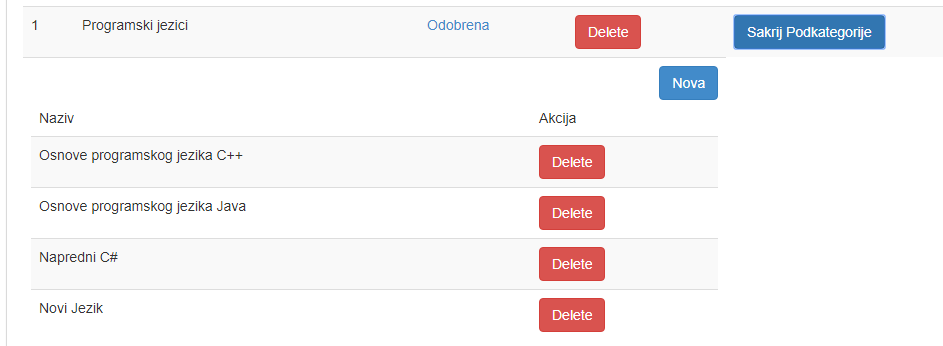 1 Programski jezici Odobrena Delete Sakrij Podkategorije
Nova
Naziv Akcija
Osnove programskog jezika C++ Delete
Osnove programskog jezika Java Delete
Napredni C# Delete
Novi Jezik Delete